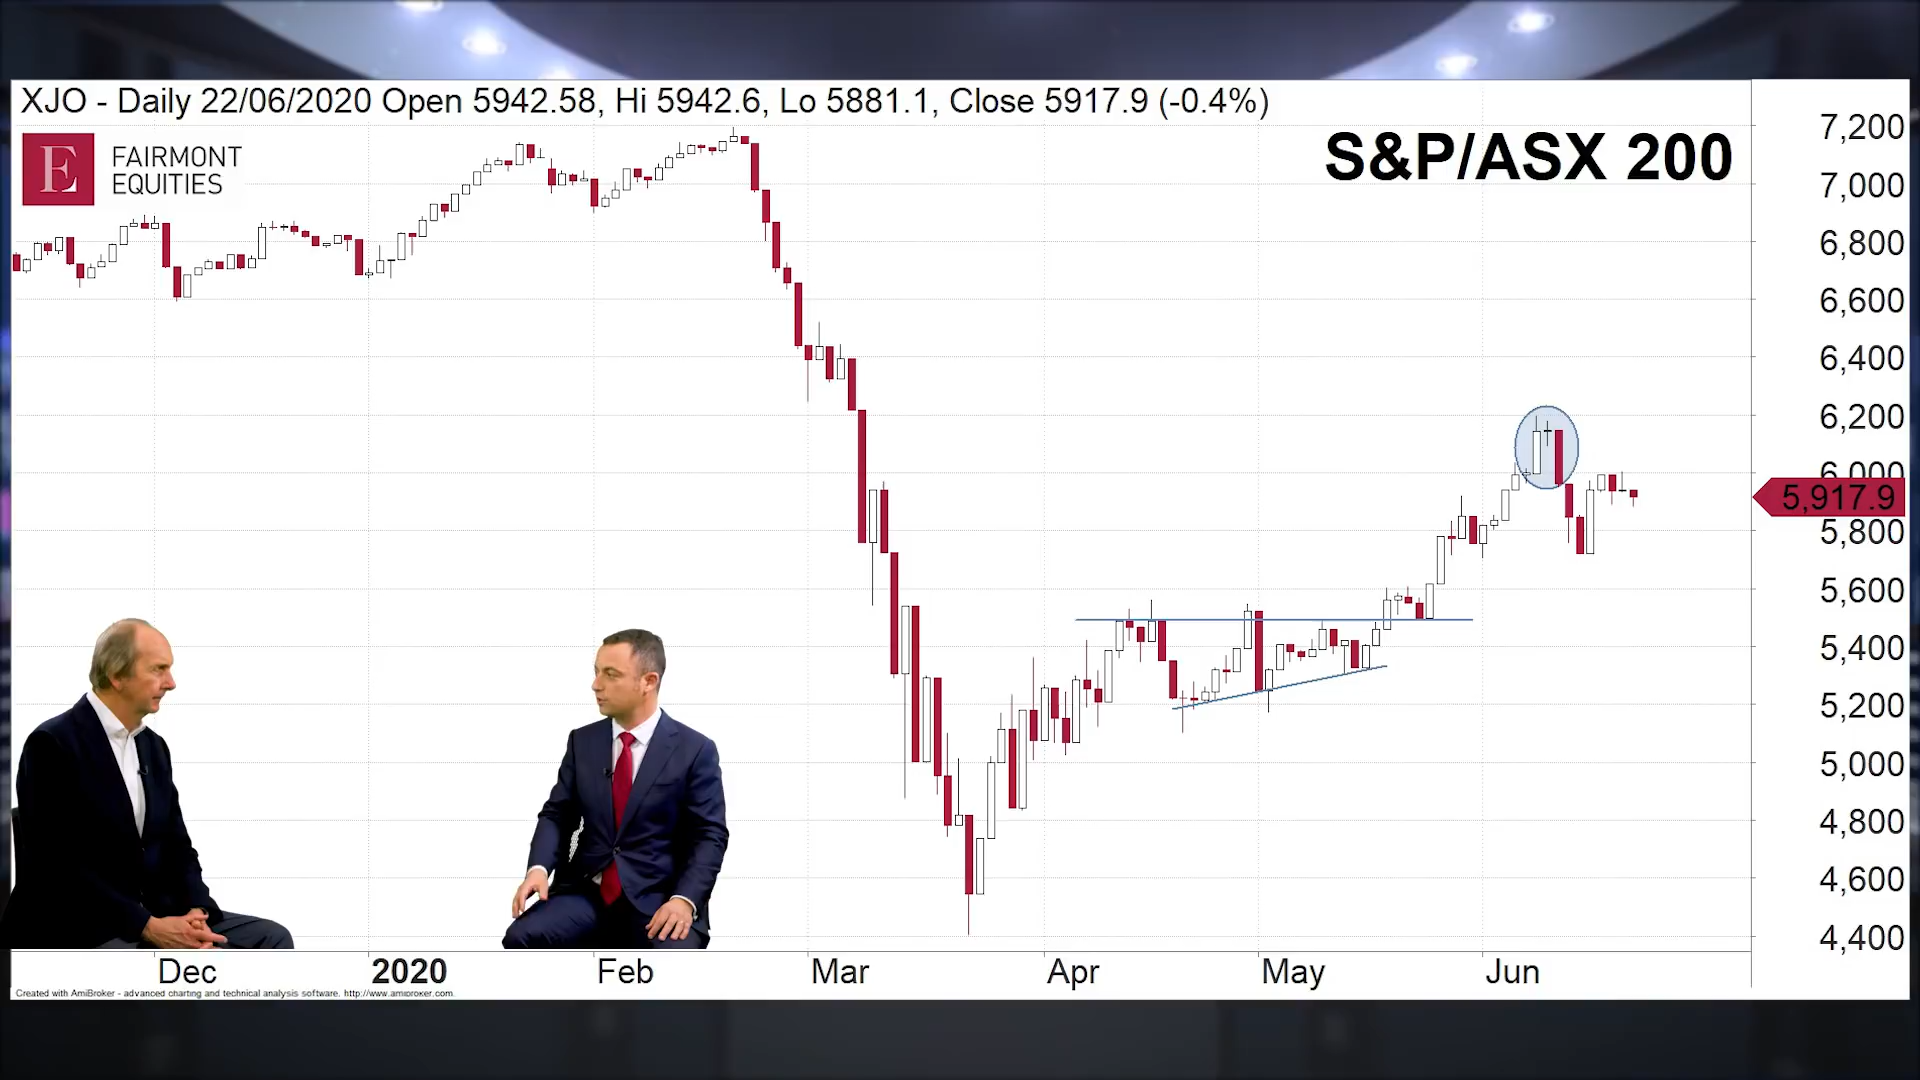 XJO - Daily 22/06/2020 Open 5942.58, Hi 5942.6, Lo 5881.1, Close 5917.9 (-0.4%)
E
FAIRMONT
EQUITIES
S&P/ASX 200
7,200
7,000
6,800
6,600
6,400
6,200
6,000
5,917.9
5,800
5,600
5,400
5,200
5,000
4,800
4,600
4,400
Dec
2020
Feb
Mar
Apr
May
Jun
Created with AmiBroker - advanced charting and technical analysis software. http://www.amibroker.com.